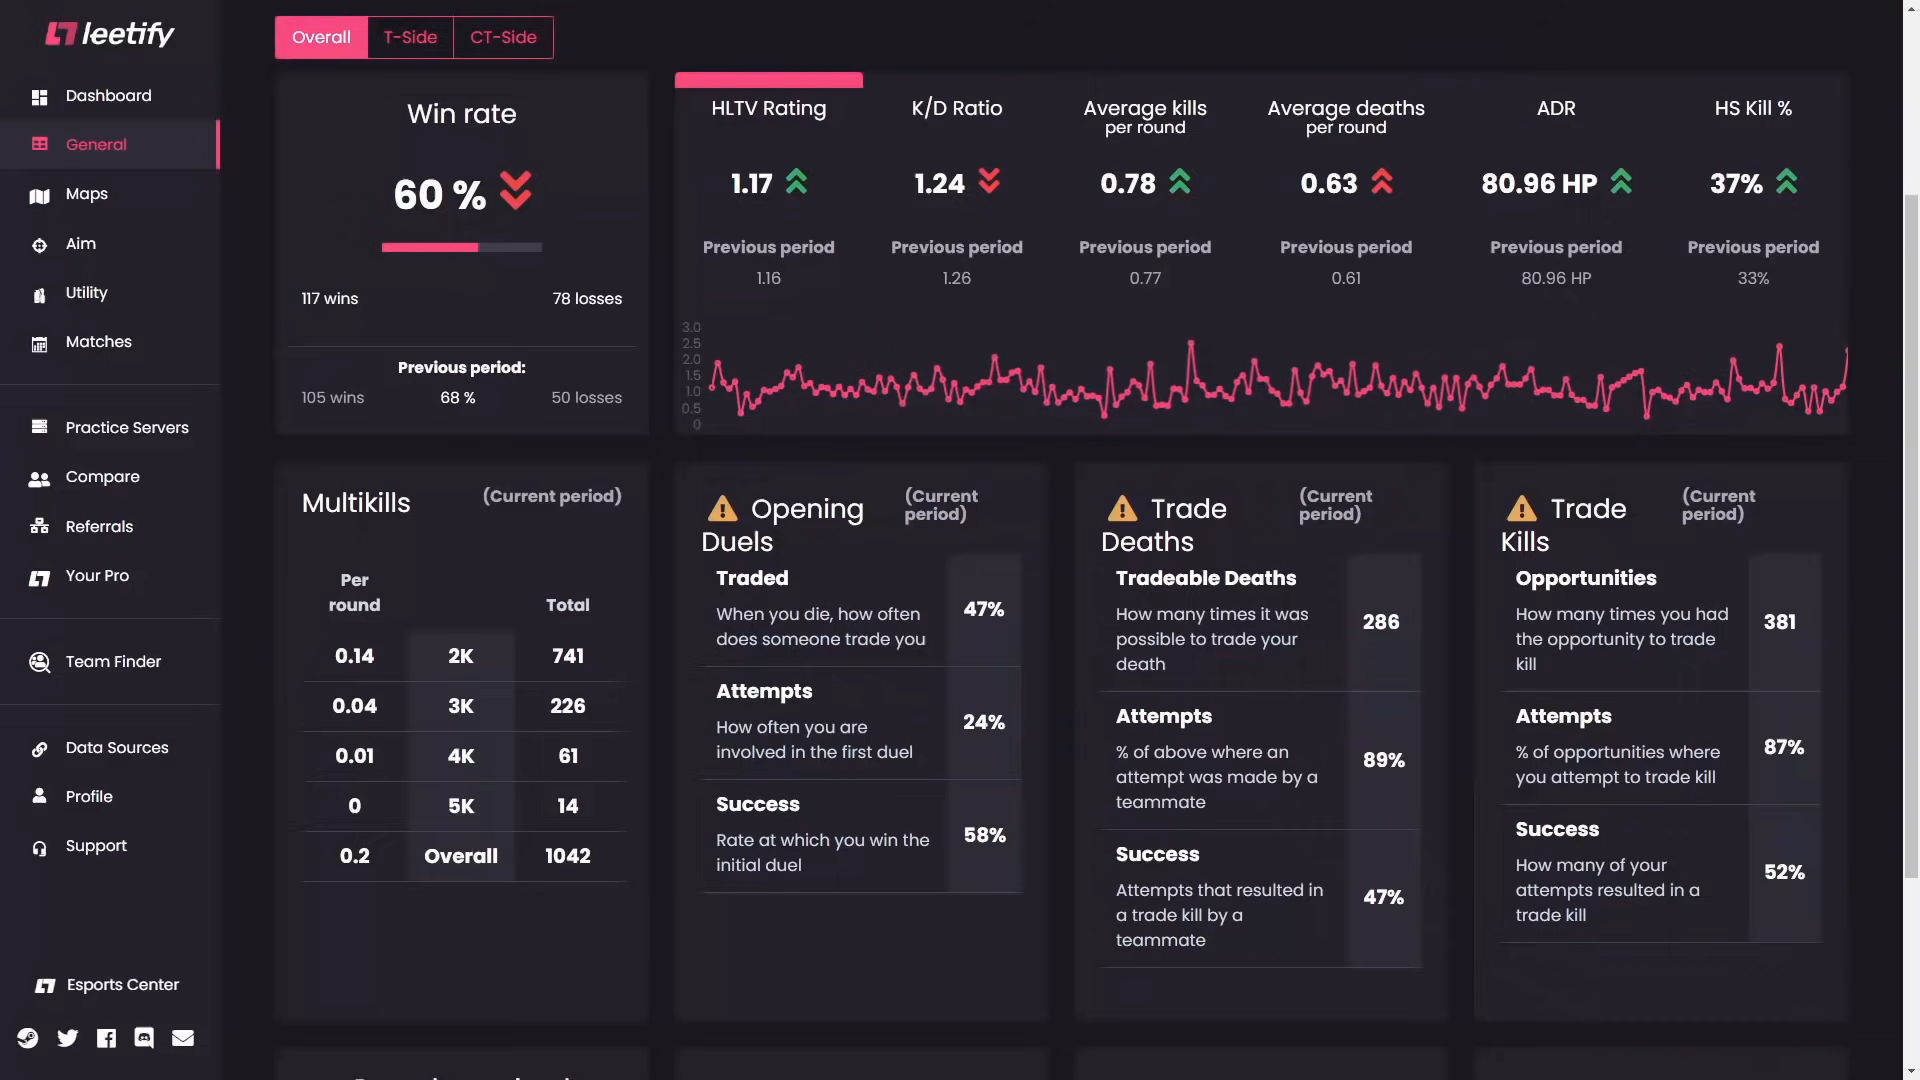 leetify
Dashboard
General
Maps
Aim
Utility
Matches
Practice Servers
Compare
Referrals
Your Pro
Team Finder
Data Sources
Profile
Support
Esports Center
Overall
T-Side
CT-Side
Win rate
60 %
117 wins
78 losses
Previous period:
105 wins
68 %
50 losses
HLTV Rating
1.17
Previous period
1.16
K/D Ratio
1.24
Previous period
1.26
Average kills
per round
0.78
Previous period
0.77
Average deaths
per round
0.63
Previous period
0.61
ADR
80.96 HP
Previous period
80.96 HP
HS Kill %
37%
Previous period
33%
3.0
2.5
2.0
1.5
1.0
0.5
0
Multikills
(Current period)
Per
round
Total
0.14 2K 741
0.04 3K 226
0.01 4K 61
0 5K 14
0.2 Overall 1042
Opening
Duels
(Current
period)
Traded
When you die, how often
does someone trade you
47%
Attempts
How often you are
involved in the first duel
24%
Success
Rate at which you win the
initial duel
58%
Trade
Deaths
(Current
period)
Tradeable Deaths
How many times it was
possible to trade your
death
286
Attempts
% of above where an
attempt was made by a
teammate
89%
Success
Attempts that resulted in
a trade kill by a
teammate
47%
Trade
Kills
(Current
period)
Opportunities
How many times you had
the opportunity to trade
kill
381
Attempts
% of opportunities where
you attempt to trade kill
87%
Success
How many of your
attempts resulted in a
trade kill
52%